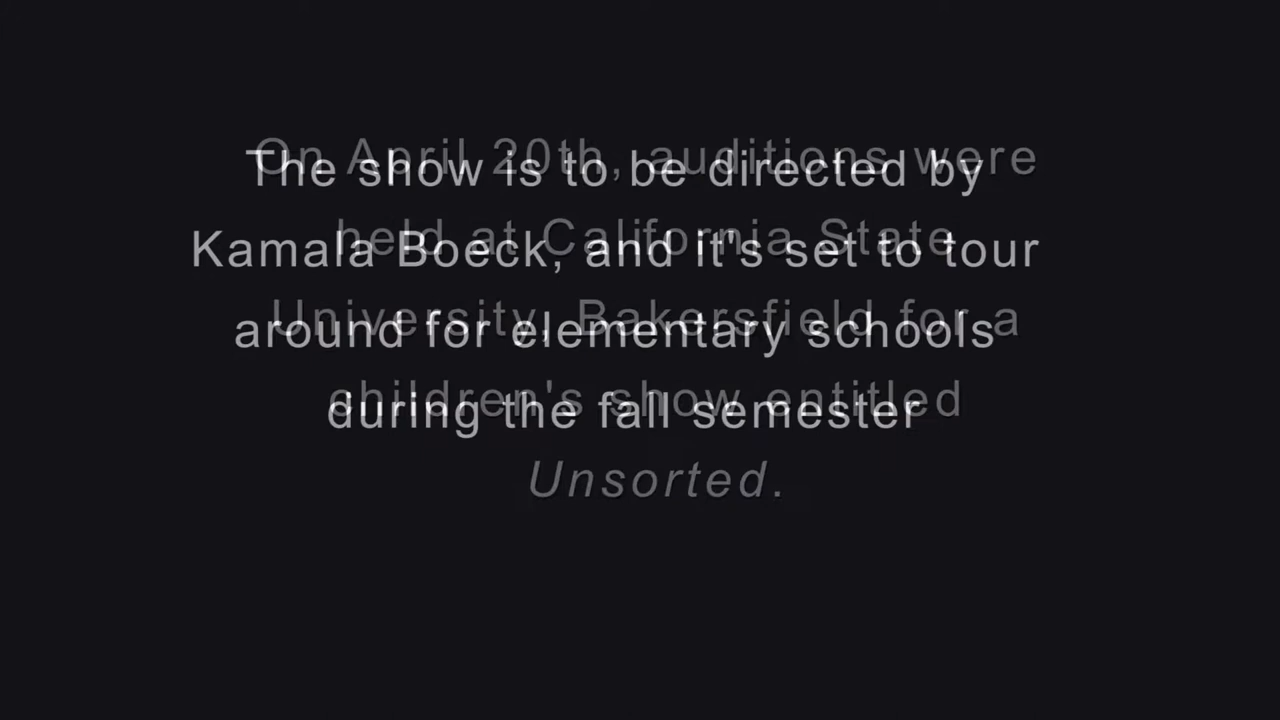 On April 20th, auditions were
held at California State
University, Bakersfield for a
children's show entitled
Unsorted.
The show is to be directed by
Kamala Boeck, and it's set to tour
around for elementary schools
during the fall semester